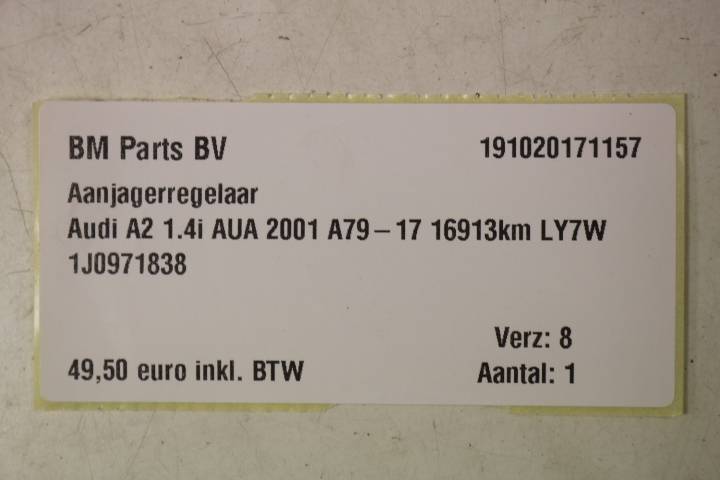 BM Parts BV 191020171157
Aanjagerregelaar
Audi A2 1.4i AUA 2001 A79-17 16913km LY7W
1J0971838
Verz: 8
49,50 euro inkl. BTW Aantal: 1